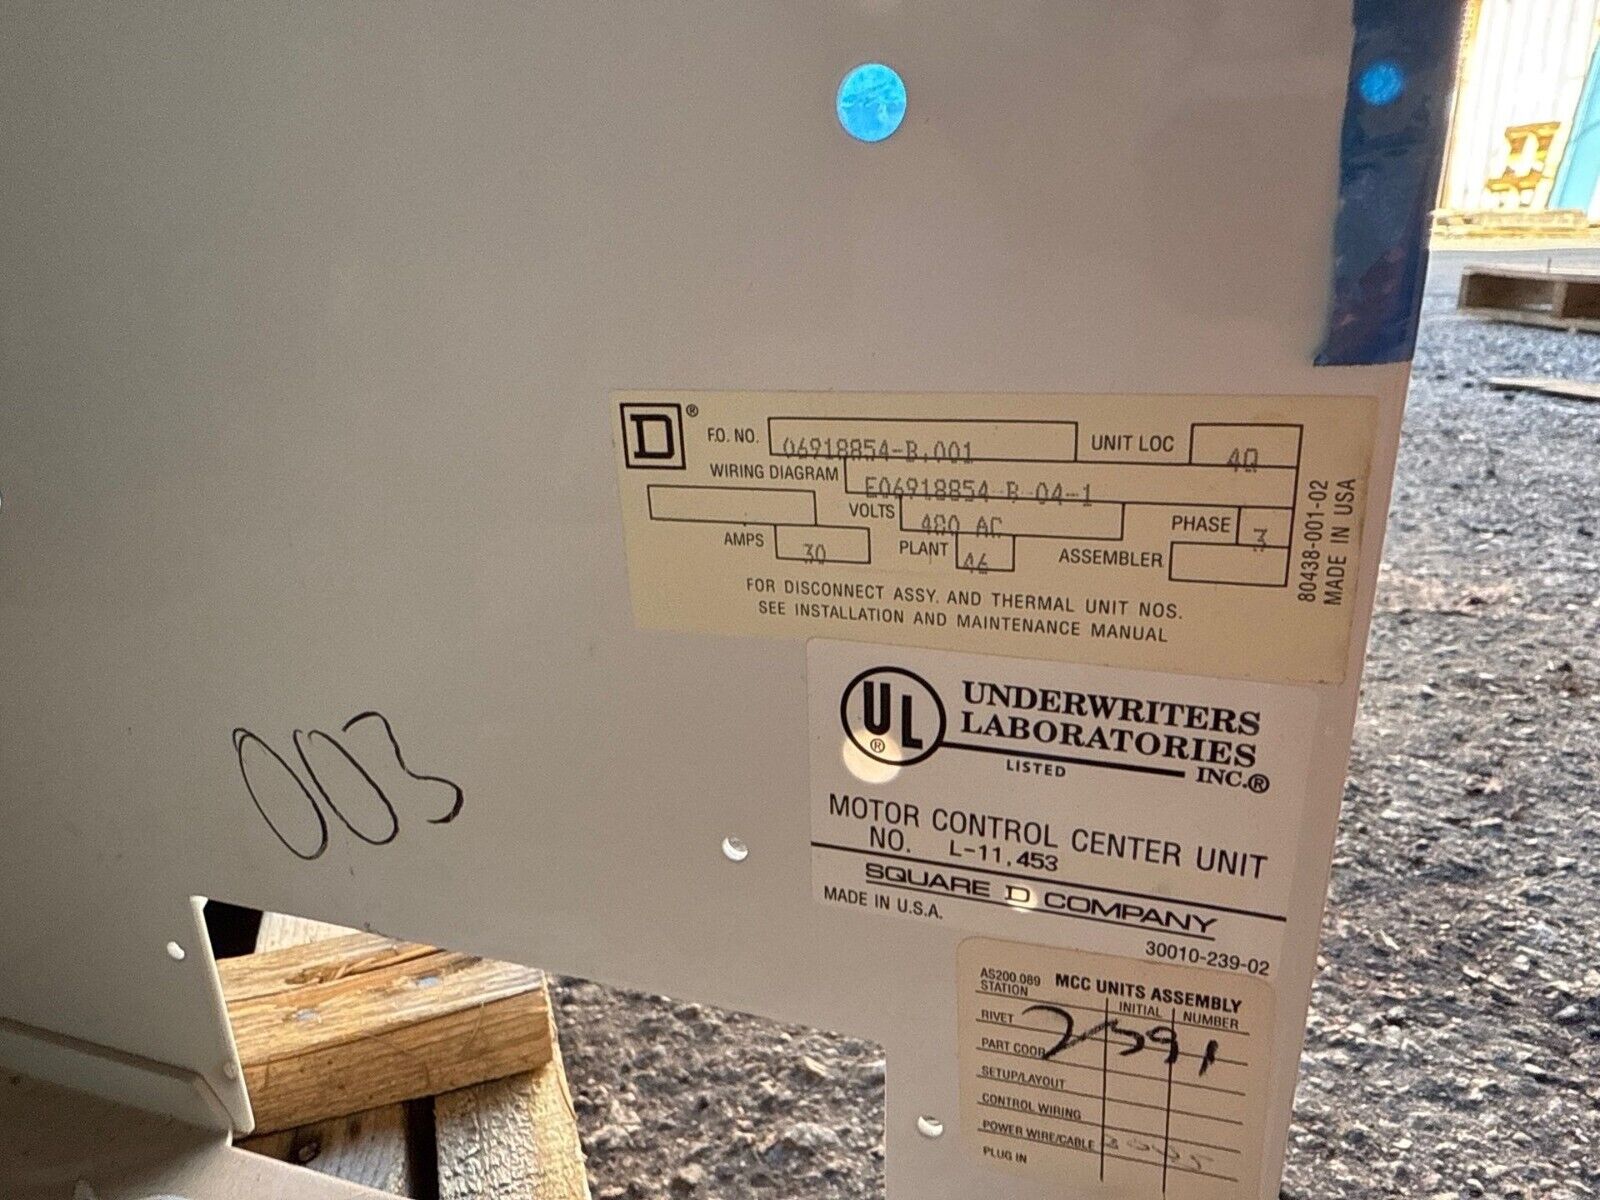 D®
F.O. NO. 06918854-B.001 UNIT LOC 4Q
WIRING DIAGRAM E06918854 B 04-1
VOLTS 480 AC PHASE 3
AMPS 30 PLANT 46 ASSEMBLER
FOR DISCONNECT ASSY. AND THERMAL UNIT NOS.
SEE INSTALLATION AND MAINTENANCE MANUAL
80438-001-02
MADE IN USA
UL® UNDERWRITERS
LABORATORIES
INC.®
LISTED
MOTOR CONTROL CENTER UNIT
NO. L-11,453
SQUARE D COMPANY
MADE IN U.S.A.
30010-239-02
003
AS200.089 MCC UNITS ASSEMBLY
STATION INITIAL NUMBER
RIVET
2591
PART COOR
SETUP/LAYOUT
CONTROL WIRING
POWER WIRE/CABLE
PLUG IN